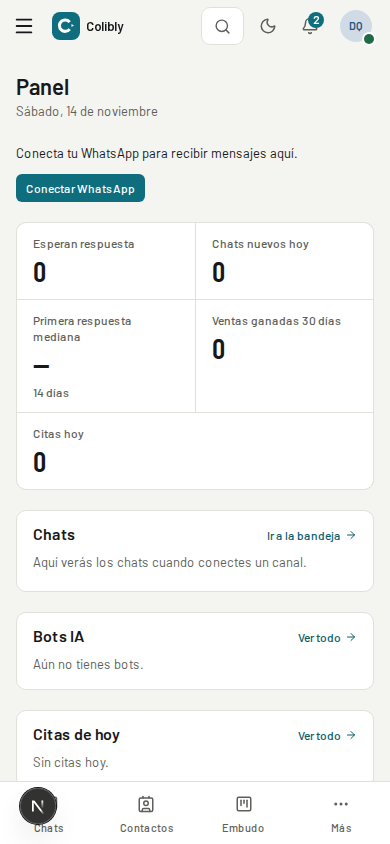 Colibly
2
DQ
Panel
Sábado, 14 de noviembre
Conecta tu WhatsApp para recibir mensajes aquí.
Conectar WhatsApp
Esperan respuesta
0
Chats nuevos hoy
0
Primera respuesta
mediana
—
14 días
Ventas ganadas 30 días
0
Citas hoy
0
Chats
Ir a la bandeja →
Aquí verás los chats cuando conectes un canal.
Bots IA
Ver todo →
Aún no tienes bots.
Citas de hoy
Ver todo →
Sin citas hoy.
N
Chats
Contactos
Embudo
Más